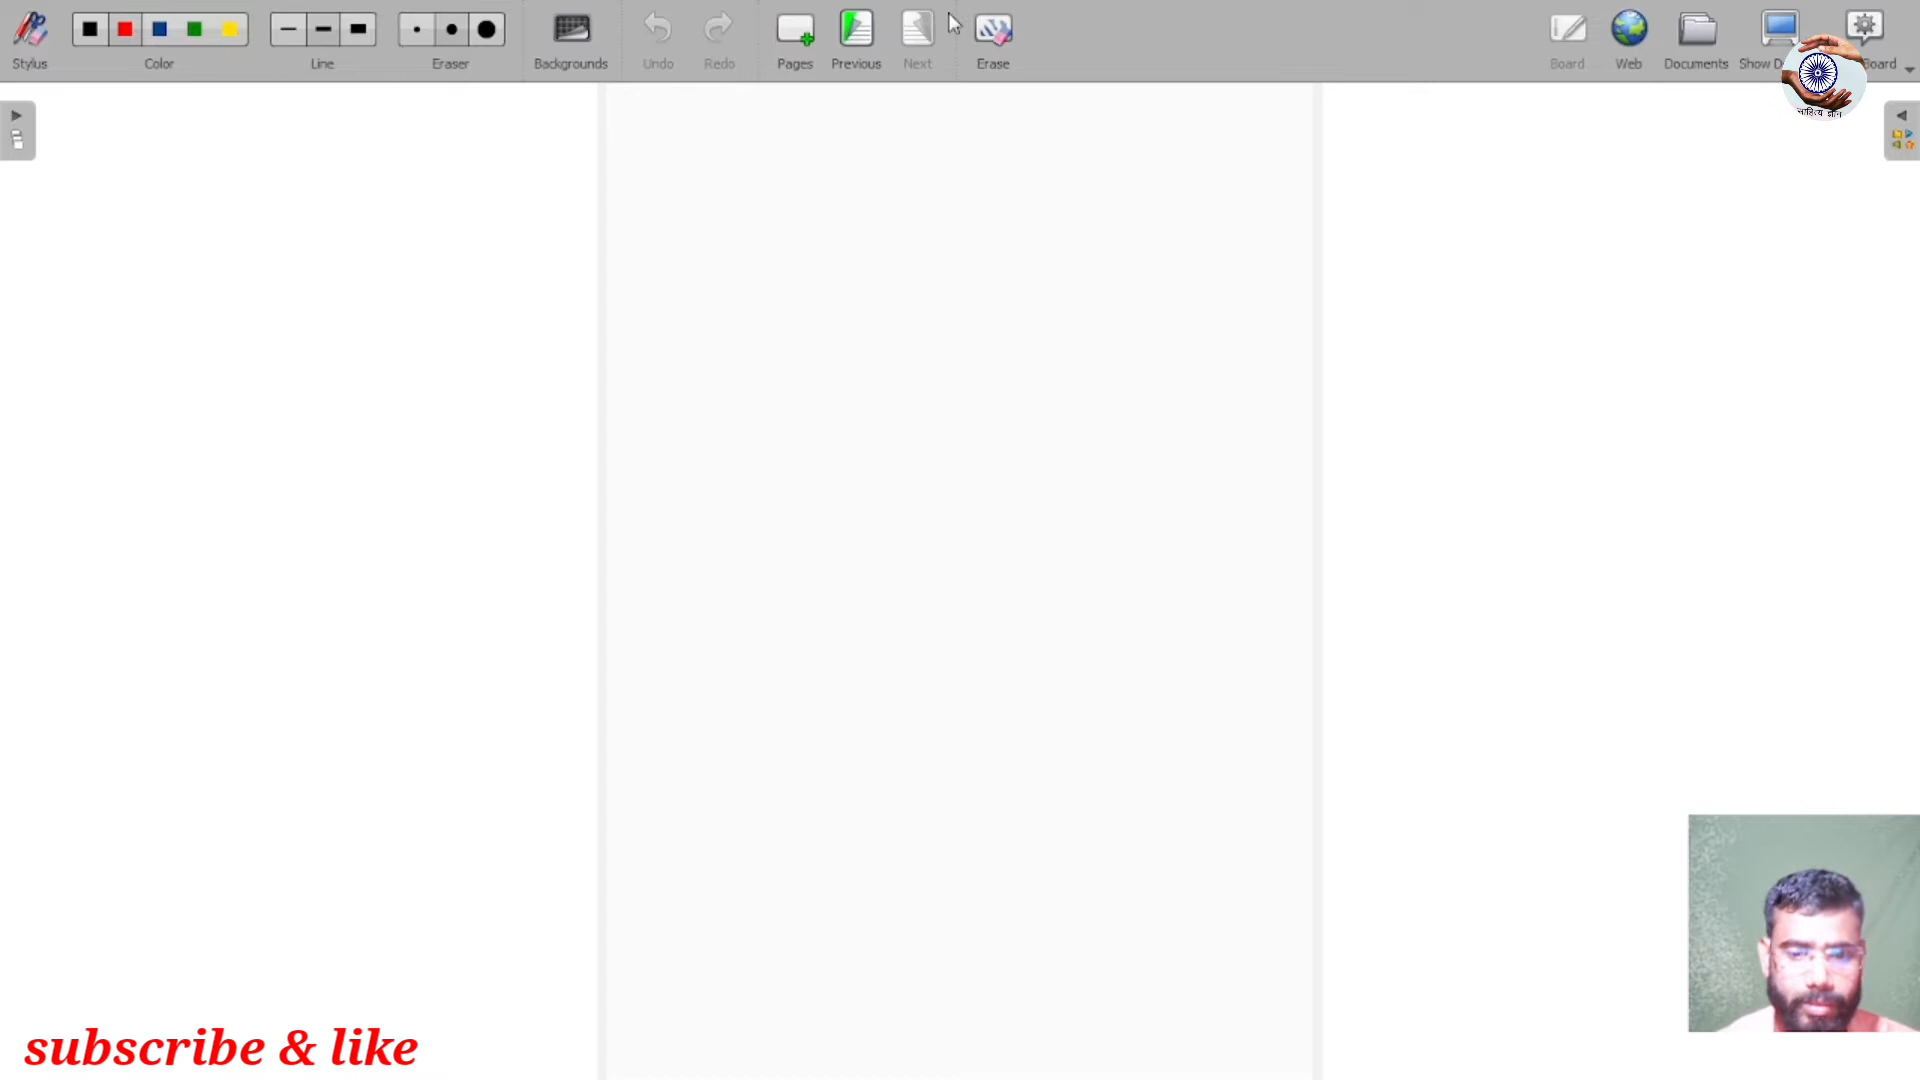 Stylus Color Line Eraser Backgrounds Undo Redo Pages Previous Next Erase Board Web Documents Show D Board
साहित्य ज्ञान
subscribe & like